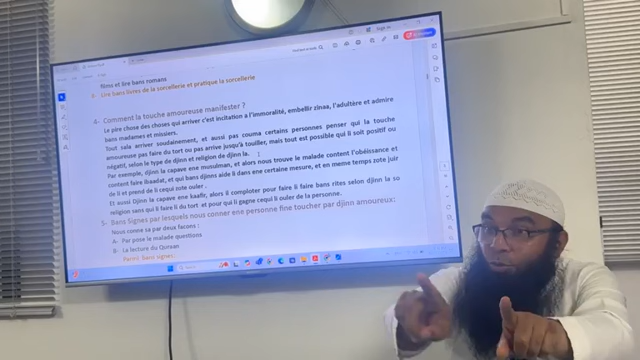 films et lire bans romans
A- Lire bans livres de la sorcellerie et pratique la sorcellerie
4- Comment la touche amoureuse manifester ?
Le pire chose des choses qui arriver c'est incitation a l'immoralité, embellir zinaa, l'adultère et admire
bans madames et missiers.
Tout sala arriver soudainement, et aussi pas couma certains personnes penser qui la touche
amoureuse pas faire du tort ou pas arrive jusqu'à touiller, mais tout est possible qui li soit positif ou
négatif, selon la type de djinn et religion de djinn la.
Par exemple, djinn la capave ene musulman, et alors nous trouve le malade content l'obéissance et
content faire ibaadat, et qui bans djinns aide li dans ene certaine mesure, et en meme temps zote juir
de li et prend de li cequi zote ouler .
Et aussi Djinn la capave ene kaafir, alors li comploter pour faire li faire bans rites selon djinn la so
religion sans qui li faire li du tort et pour qui li gagne cequi li ouler de la personne.
5- Bans Signes par lesquels nous conner ene personne fine toucher par djinn amoureux:
Nous conne sa par deux facons :
A- Par pose le malade questions
B- La lecture du Quraan
Parmi bans signes